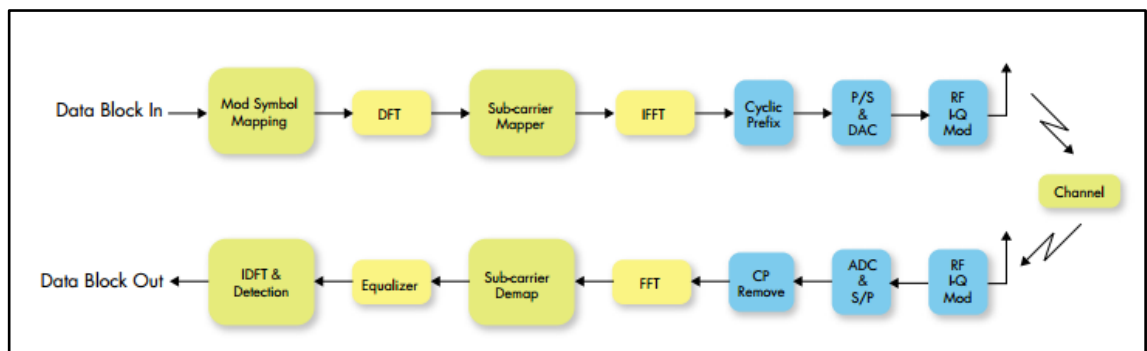 Data Block In
Mod Symbol
Mapping
DFT
Sub-carrier
Mapper
IFFT
Cyclic
Prefix
P/S
&
DAC
RF
I-Q
Mod
Channel
Data Block Out
IDFT &
Detection
Equalizer
Sub-carrier
Demap
FFT
CP
Remove
ADC
&
S/P
RF
I-Q
Mod